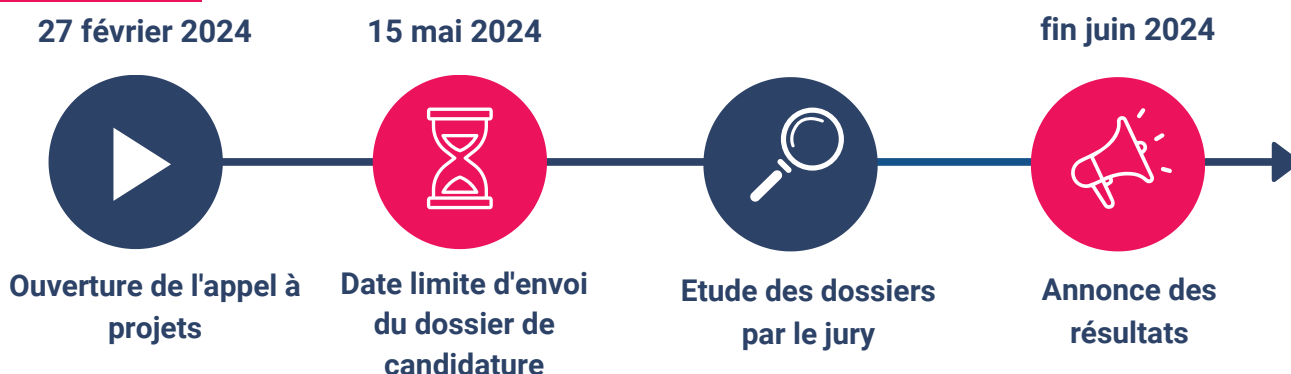 27 février 2024
15 mai 2024
fin juin 2024
Ouverture de l'appel à
projets
Date limite d'envoi
du dossier de
candidature
Etude des dossiers
par le jury
Annonce des
résultats